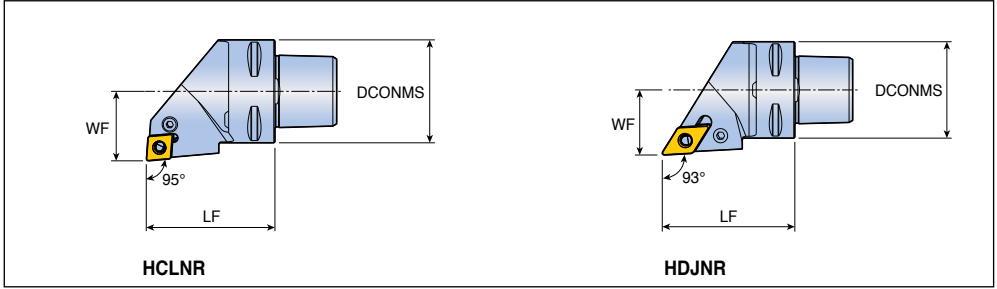 WF
DCONMS
95°
LF
HCLNR
WF
DCONMS
93°
LF
HDJNR